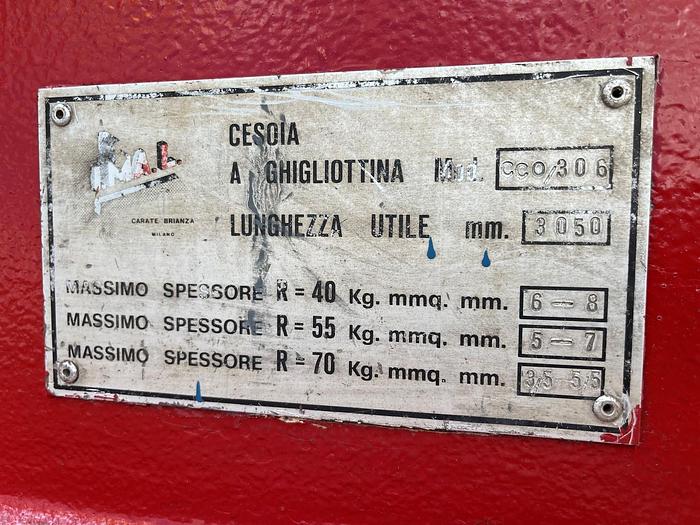 CESOIA
A GHIGLIOTTINA Mod. CCO/306
LUNGHEZZA UTILE mm. 3050
CARATE BRIANZA
MILANO
MASSIMO SPESSORE R = 40 Kg. mmq. mm. 6 - 8
MASSIMO SPESSORE R = 55 Kg. mmq. mm. 5 - 7
MASSIMO SPESSORE R = 70 Kg. mmq. mm. 3,5 5,5